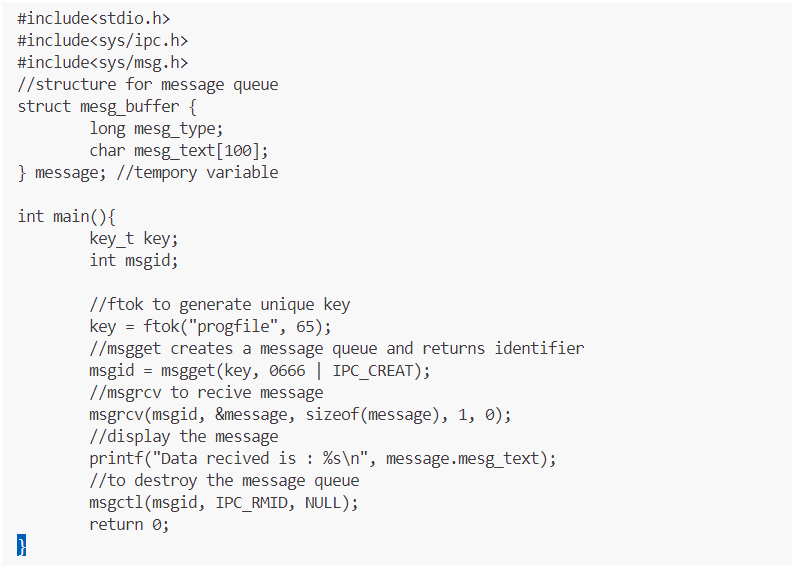 #include<stdio.h>
#include<sys/ipc.h>
#include<sys/msg.h>
//structure for message queue
struct mesg_buffer {
        long mesg_type;
        char mesg_text[100];
} message; //tempory variable

int main(){
        key_t key;
        int msgid;

        //ftok to generate unique key
        key = ftok("progfile", 65);
        //msgget creates a message queue and returns identifier
        msgid = msgget(key, 0666 | IPC_CREAT);
        //msgrcv to recive message
        msgrcv(msgid, &message, sizeof(message), 1, 0);
        //display the message
        printf("Data recived is : %s\n", message.mesg_text);
        //to destroy the message queue
        msgctl(msgid, IPC_RMID, NULL);
        return 0;
}